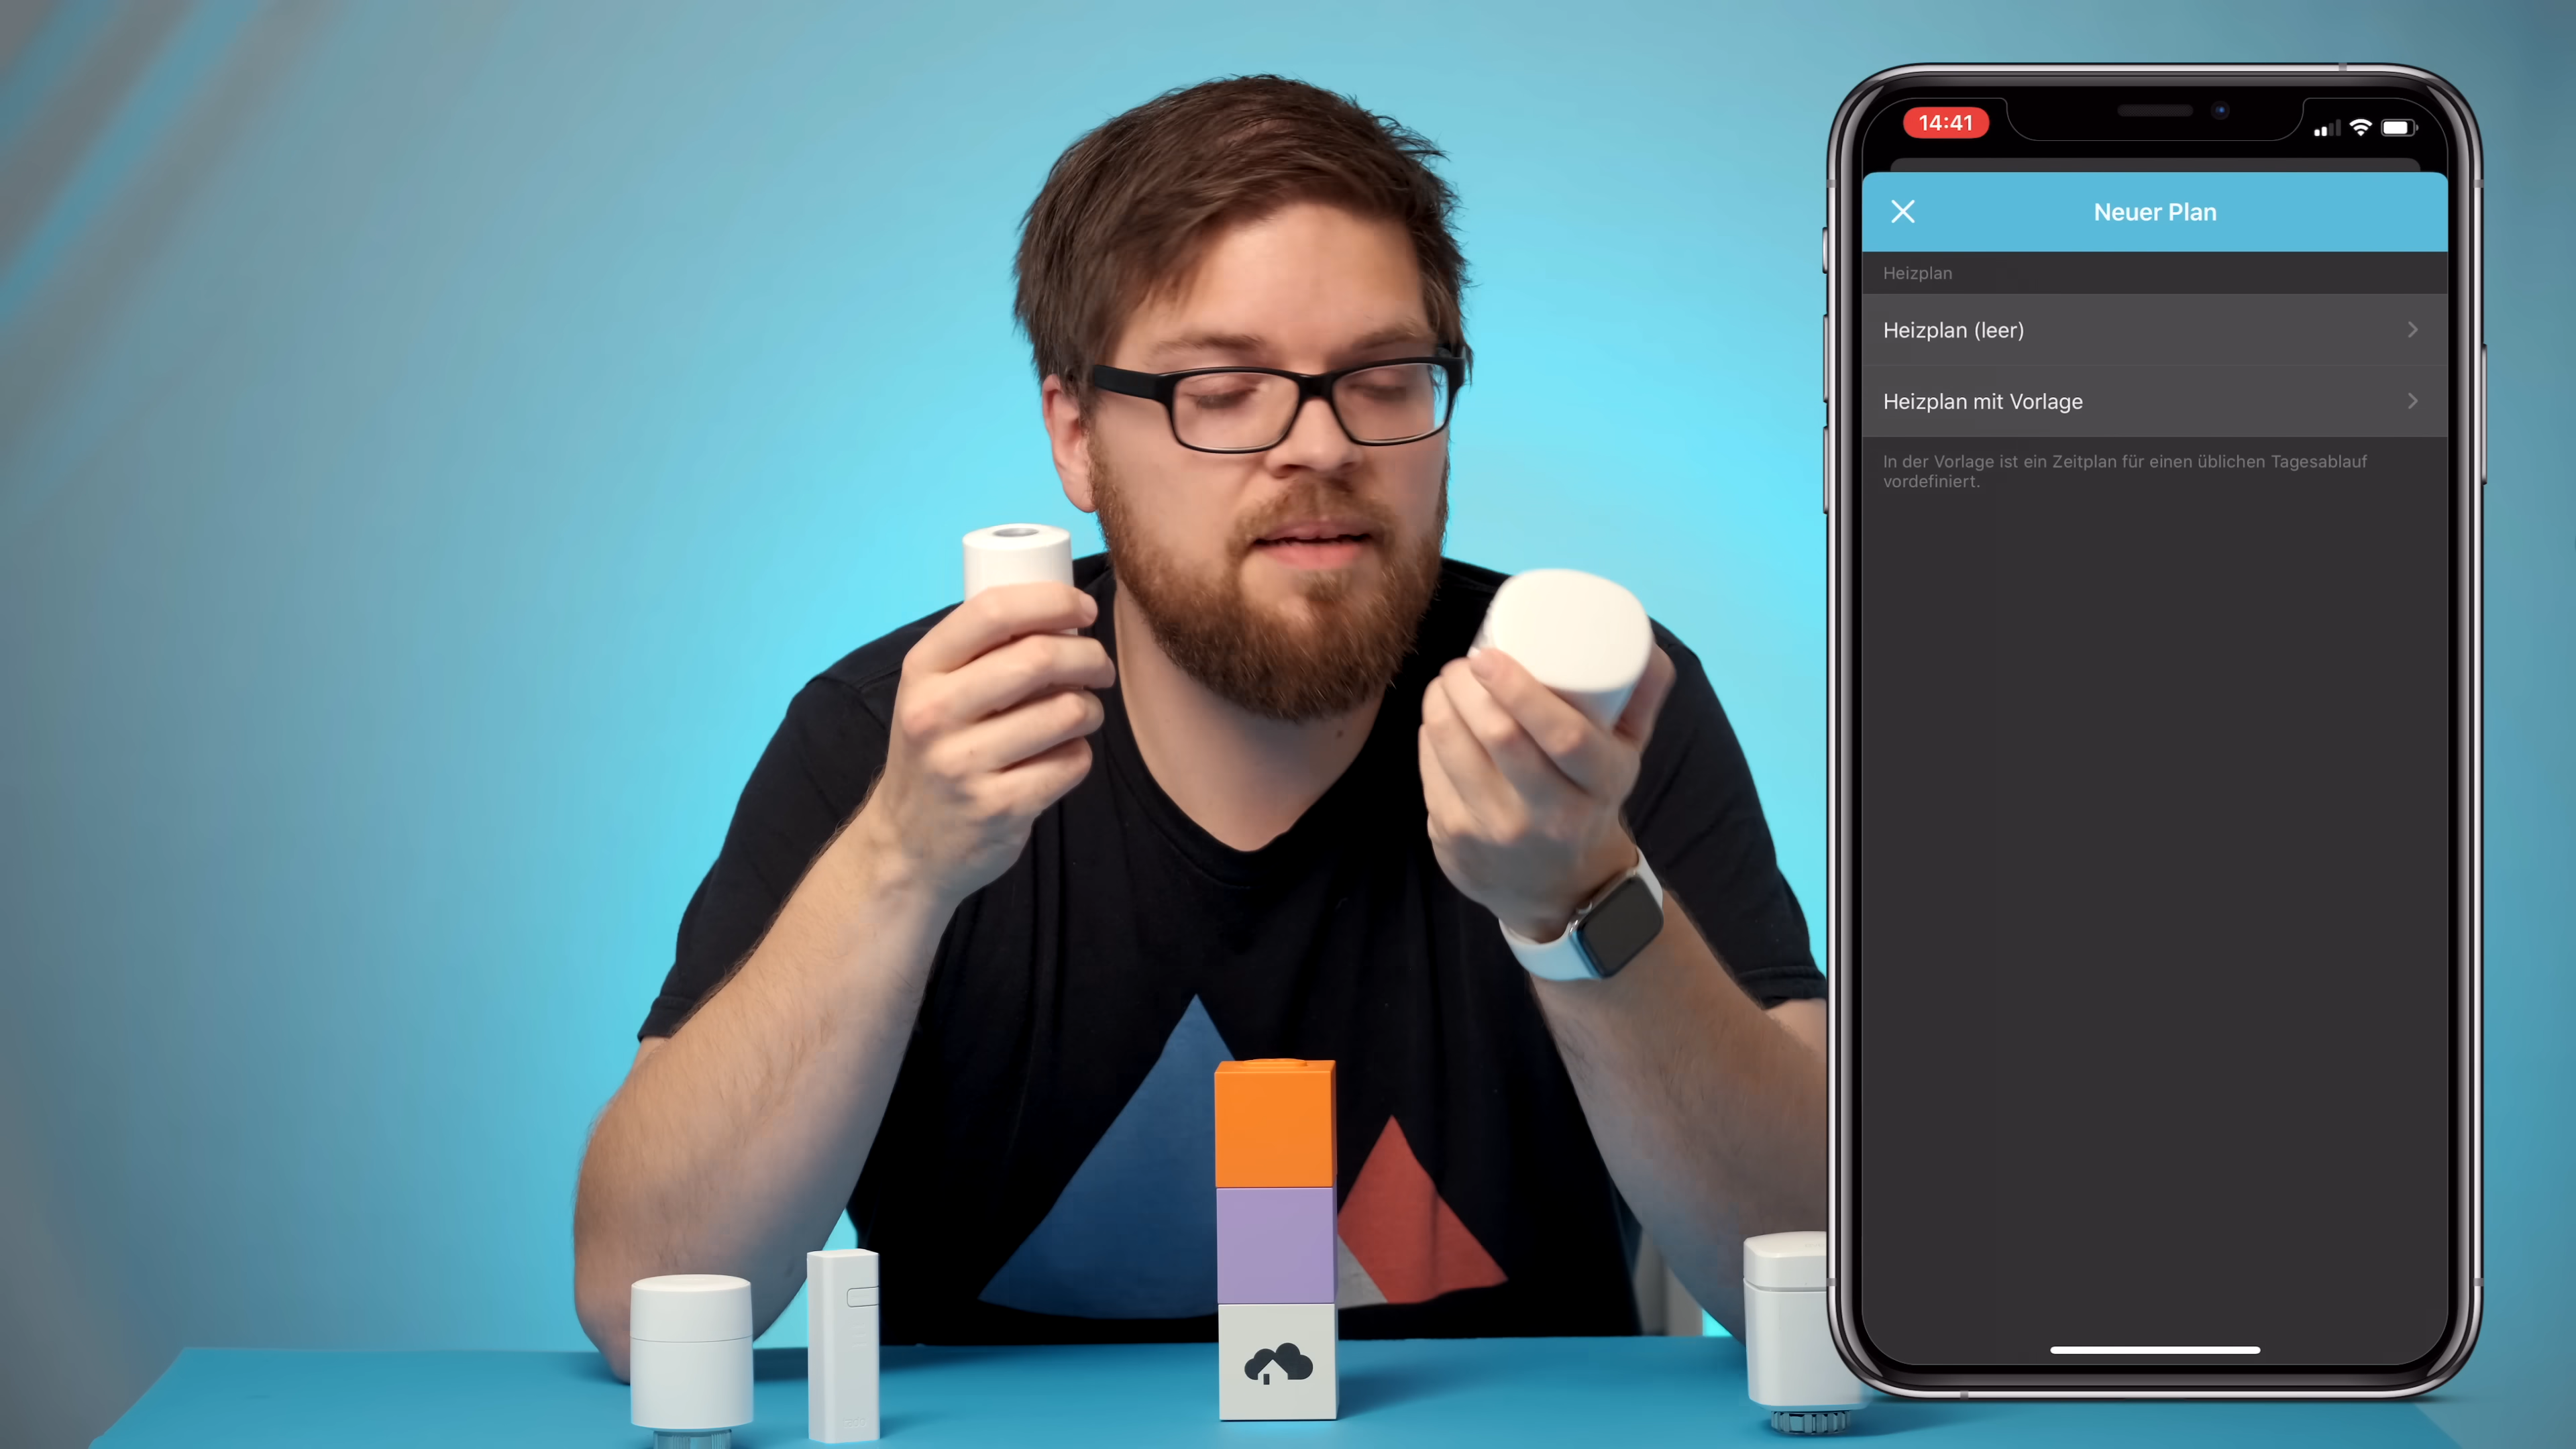 14:41
Neuer Plan
Heizplan
Heizplan (leer)
Heizplan mit Vorlage
In der Vorlage ist ein Zeitplan für einen üblichen Tagesablauf
vordefiniert.